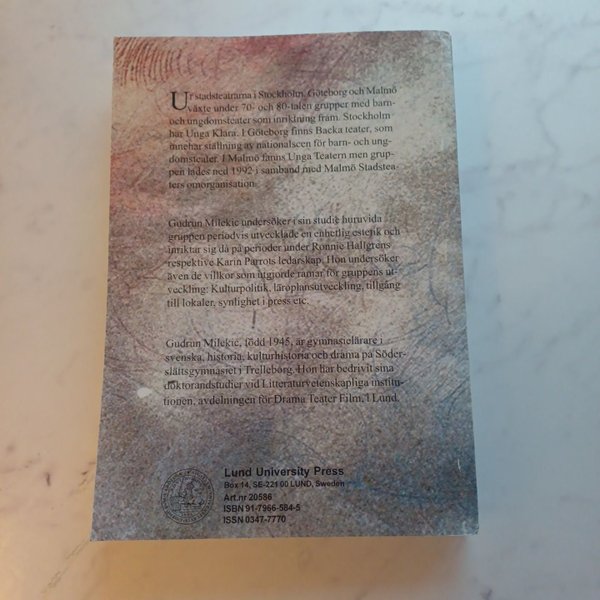 Ur stadsteatrarna i Stockholm, Göteborg och Malmö
växte under 70- och 80-talen grupper med barn-
och ungdomsteater som inriktning fram. Stockholm
har Unga Klara. I Göteborg finns Backa teater, som
innehar ställning av nationalscen för barn- och ung-
domsteater. I Malmö fanns Unga Teatern men grup-
pen lades ned 1992 i samband med Malmö Stadstea-
ters omorganisation.
Gudrun Milekic undersöker i sin studie huruvida
gruppen periodvis utvecklade en enhetlig estetik och
inriktar sig då på perioder under Ronnie Hallgrens
respektive Karin Parrots ledarskap. Hon undersöker
även de villkor som utgjorde ramar för gruppens ut-
veckling: Kulturpolitik, läroplansutveckling, tillgång
till lokaler, synlighet i press etc.
Gudrun Milekic, född 1945, är gymnasielärare i
svenska, historia, kulturhistoria och drama på Söder-
slättsgymnasiet i Trelleborg. Hon har bedrivit sina
doktorandstudier vid Litteraturvetenskapliga institu-
tionen, avdelningen för Drama Teater Film, i Lund.
Lund University Press
Box 14, SE-221 00 LUND, Sweden
Art.nr 20586
ISBN 91-7966-584-5
ISSN 0347-7770